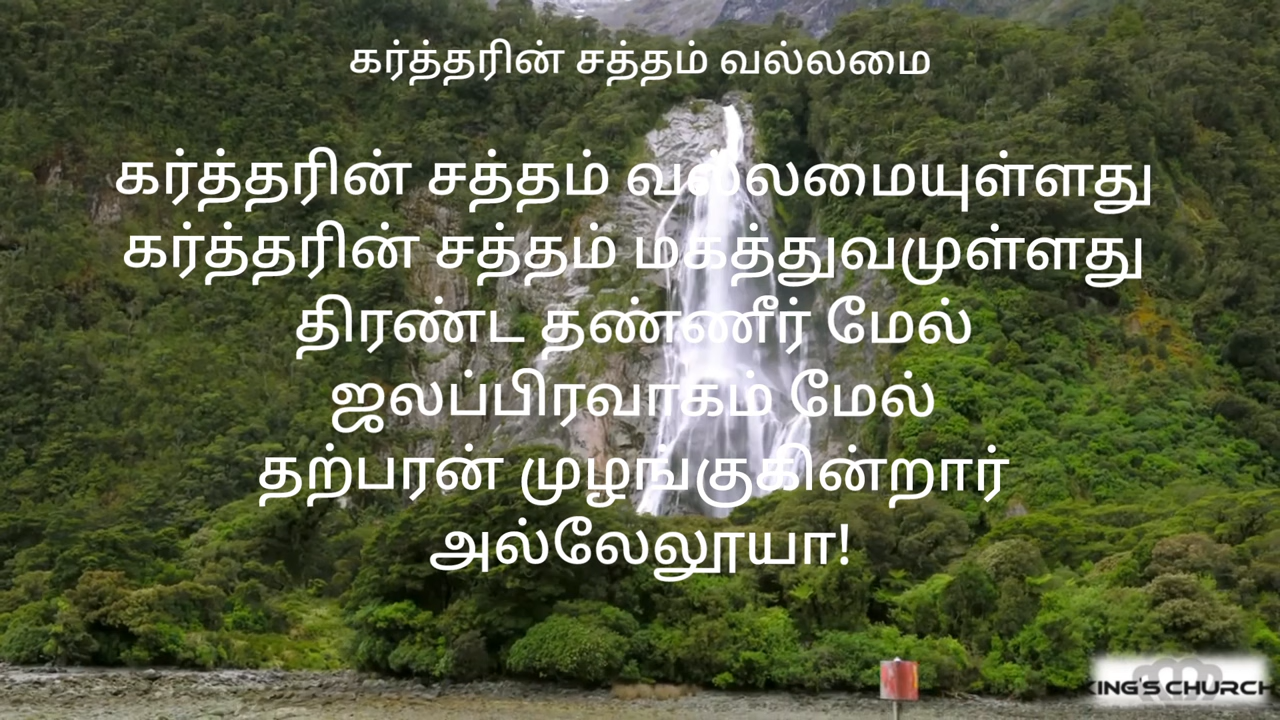 கர்த்தரின் சத்தம் வல்லமை
கர்த்தரின் சத்தம் வல்லமையுள்ளது
கர்த்தரின் சத்தம் மகத்துவமுள்ளது
திரண்ட தண்ணீர் மேல்
ஜலப்பிரவாகம் மேல்
தற்பரன் முழங்குகின்றார்
அல்லேலூயா!
KING'S CHURCH